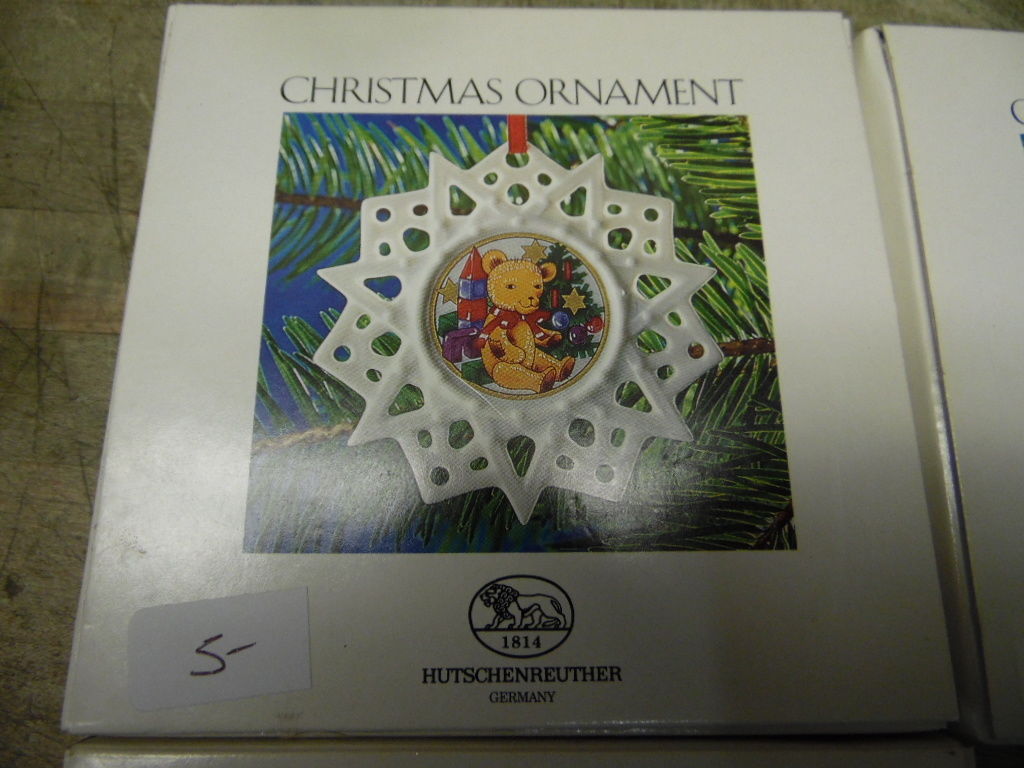 CHRISTMAS ORNAMENT
1814
HUTSCHENREUTHER
GERMANY
5-